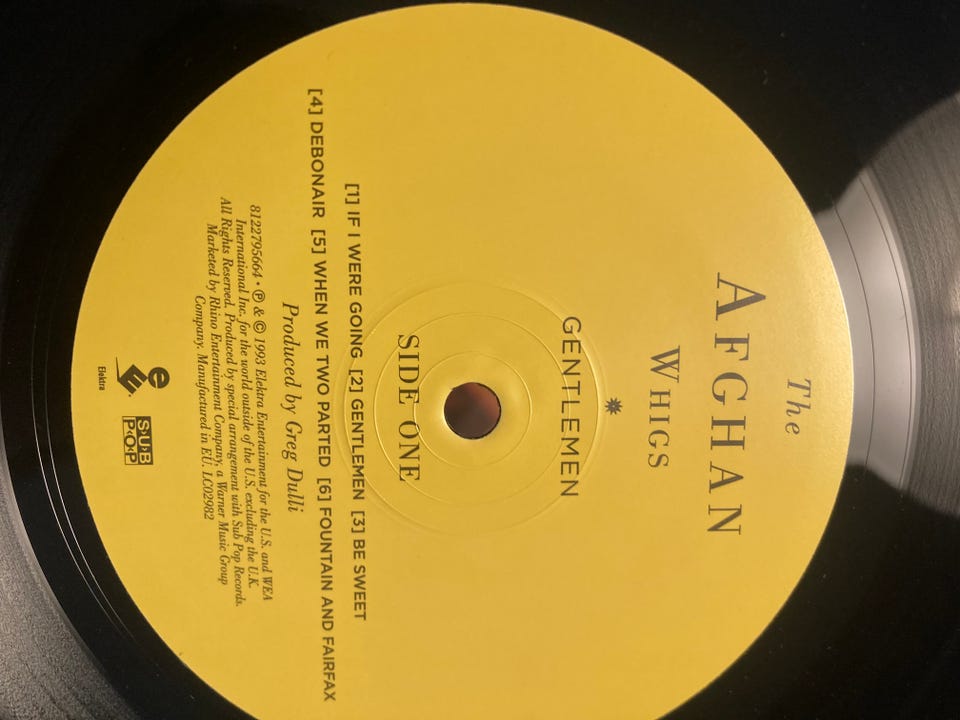 The
AFGHAN
WHIGS
GENTLEMEN
SIDE ONE
[1] IF I WERE GOING [2] GENTLEMEN [3] BE SWEET
[4] DEBONAIR [5] WHEN WE TWO PARTED [6] FOUNTAIN AND FAIRFAX
Produced by Greg Dulli
8122795664 • ℗ & © 1993 Elektra Entertainment for the U.S. and WEA
International Inc. for the world outside of the U.S. excluding the U.K.
All Rights Reserved. Produced by special arrangement with Sub Pop Records.
Marketed by Rhino Entertainment Company, a Warner Music Group
Company. Manufactured in EU. LC02982
Elektra
SUB
POP